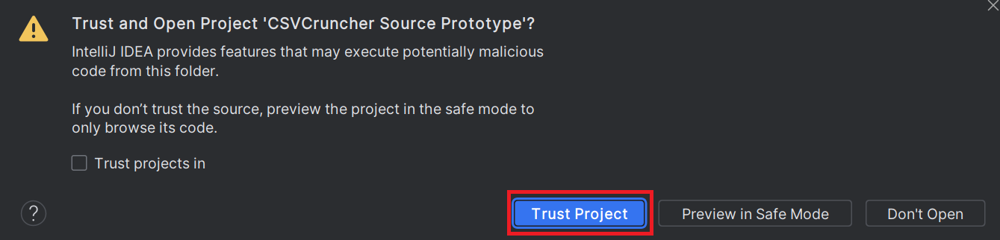 Trust and Open Project 'CSVCruncher Source Prototype'?
IntelliJ IDEA provides features that may execute potentially malicious
code from this folder.
If you don’t trust the source, preview the project in the safe mode to
only browse its code.
Trust projects in
?
Trust Project
Preview in Safe Mode
Don't Open